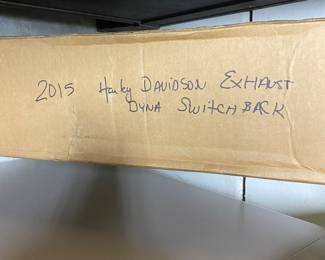 2015 Harley DAVIDSON EXHAUST
DYNA SWITCHBACK